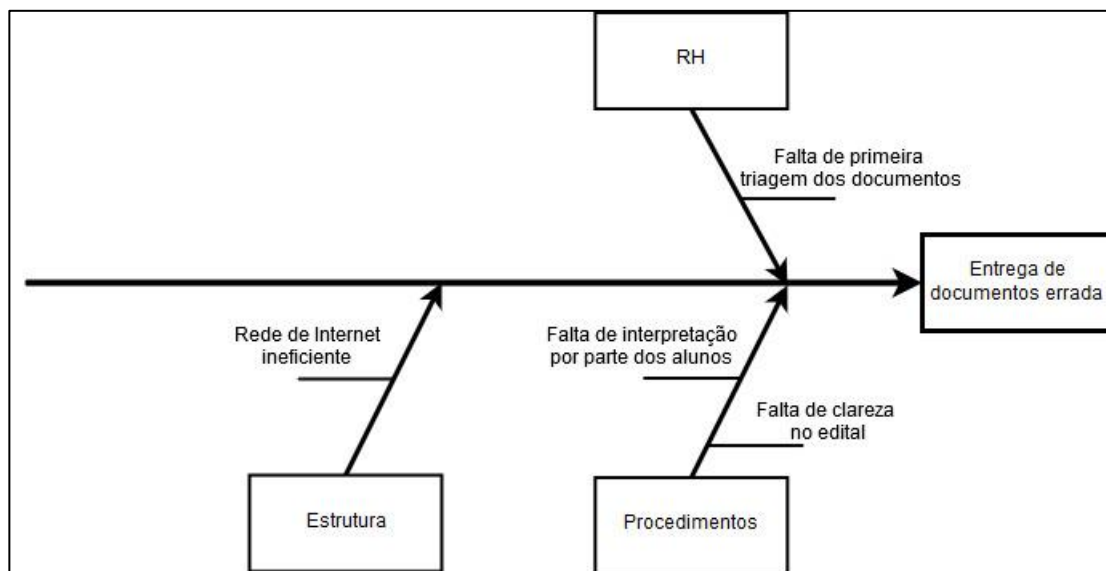 RH
Falta de primeira
triagem dos documentos
Entrega de
documentos errada
Rede de Internet
ineficiente
Falta de interpretação
por parte dos alunos
Falta de clareza
no edital
Estrutura
Procedimentos